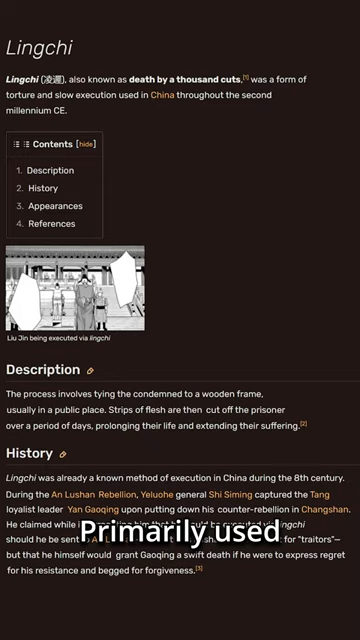 Lingchi
Lingchi (凌遲), also known as death by a thousand cuts,[1] was a form of
torture and slow execution used in China throughout the second
millennium CE.
Contents [hide]
1. Description
2. History
3. Appearances
4. References
Liu Jin being executed via lingchi
Description
The process involves tying the condemned to a wooden frame,
usually in a public place. Strips of flesh are then cut off the prisoner
over a period of days, prolonging their life and extending their suffering.[2]
History
Lingchi was already a known method of execution in China during the 8th century.
During the An Lushan Rebellion, Yeluohe general Shi Siming captured the Tang
loyalist leader Yan Gaoqing upon putting down his counter-rebellion in Changshan.
He claimed while
be executed
lingchi
Primarily used
should he be sent to
for "traitors"—
but that he himself would grant Gaoqing a swift death if he were to express regret
for his resistance and begged for forgiveness.[3]